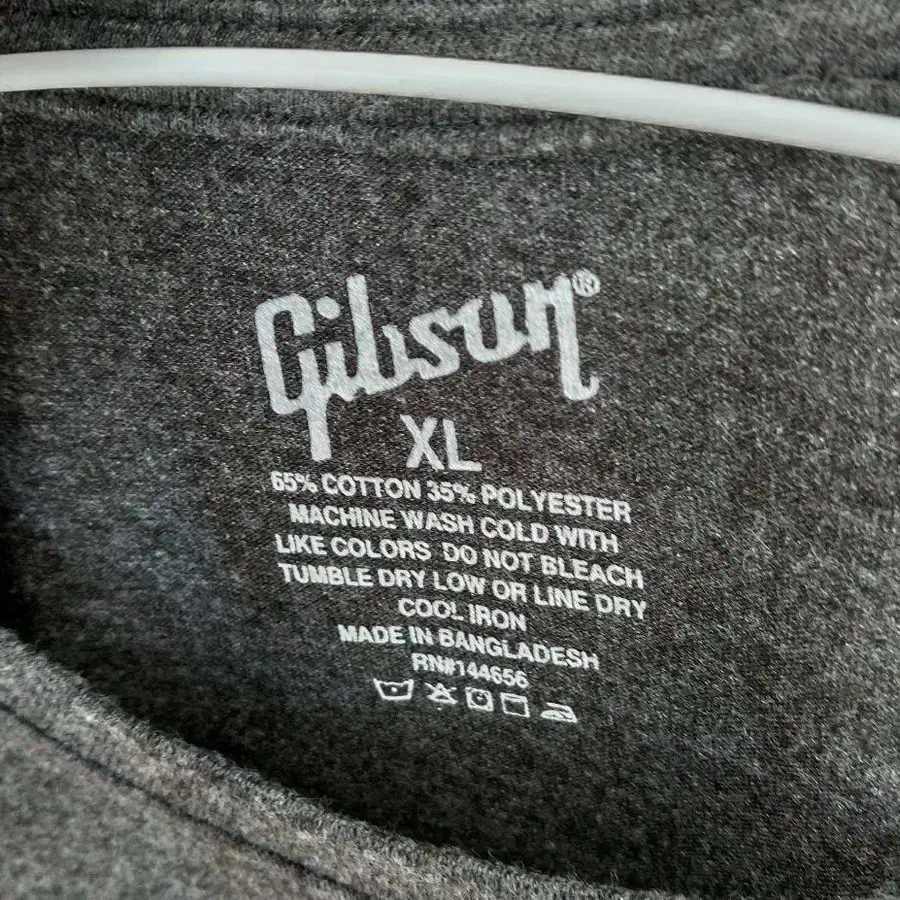 Gibson®
XL
65% COTTON 35% POLYESTER
MACHINE WASH COLD WITH
LIKE COLORS DO NOT BLEACH
TUMBLE DRY LOW OR LINE DRY
COOL IRON
MADE IN BANGLADESH
RN#144656